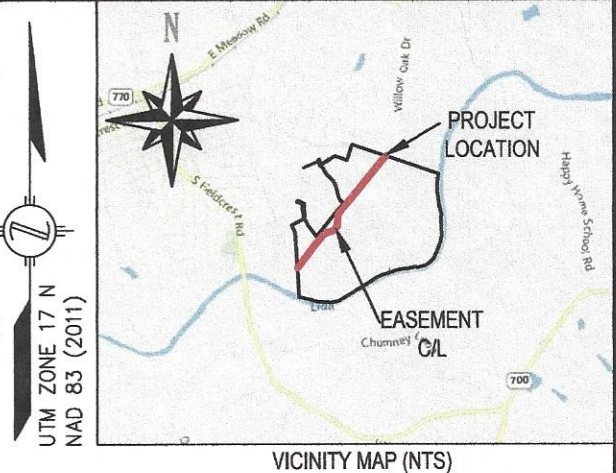 N
E Meadow Rd
770
Willow Oak Dr
PROJECT
LOCATION
S Fieldcrest Rd
Happy Home School Rd
EASEMENT
C/L
Chumney
700
UTM ZONE 17 N
NAD 83 (2011)
VICINITY MAP (NTS)